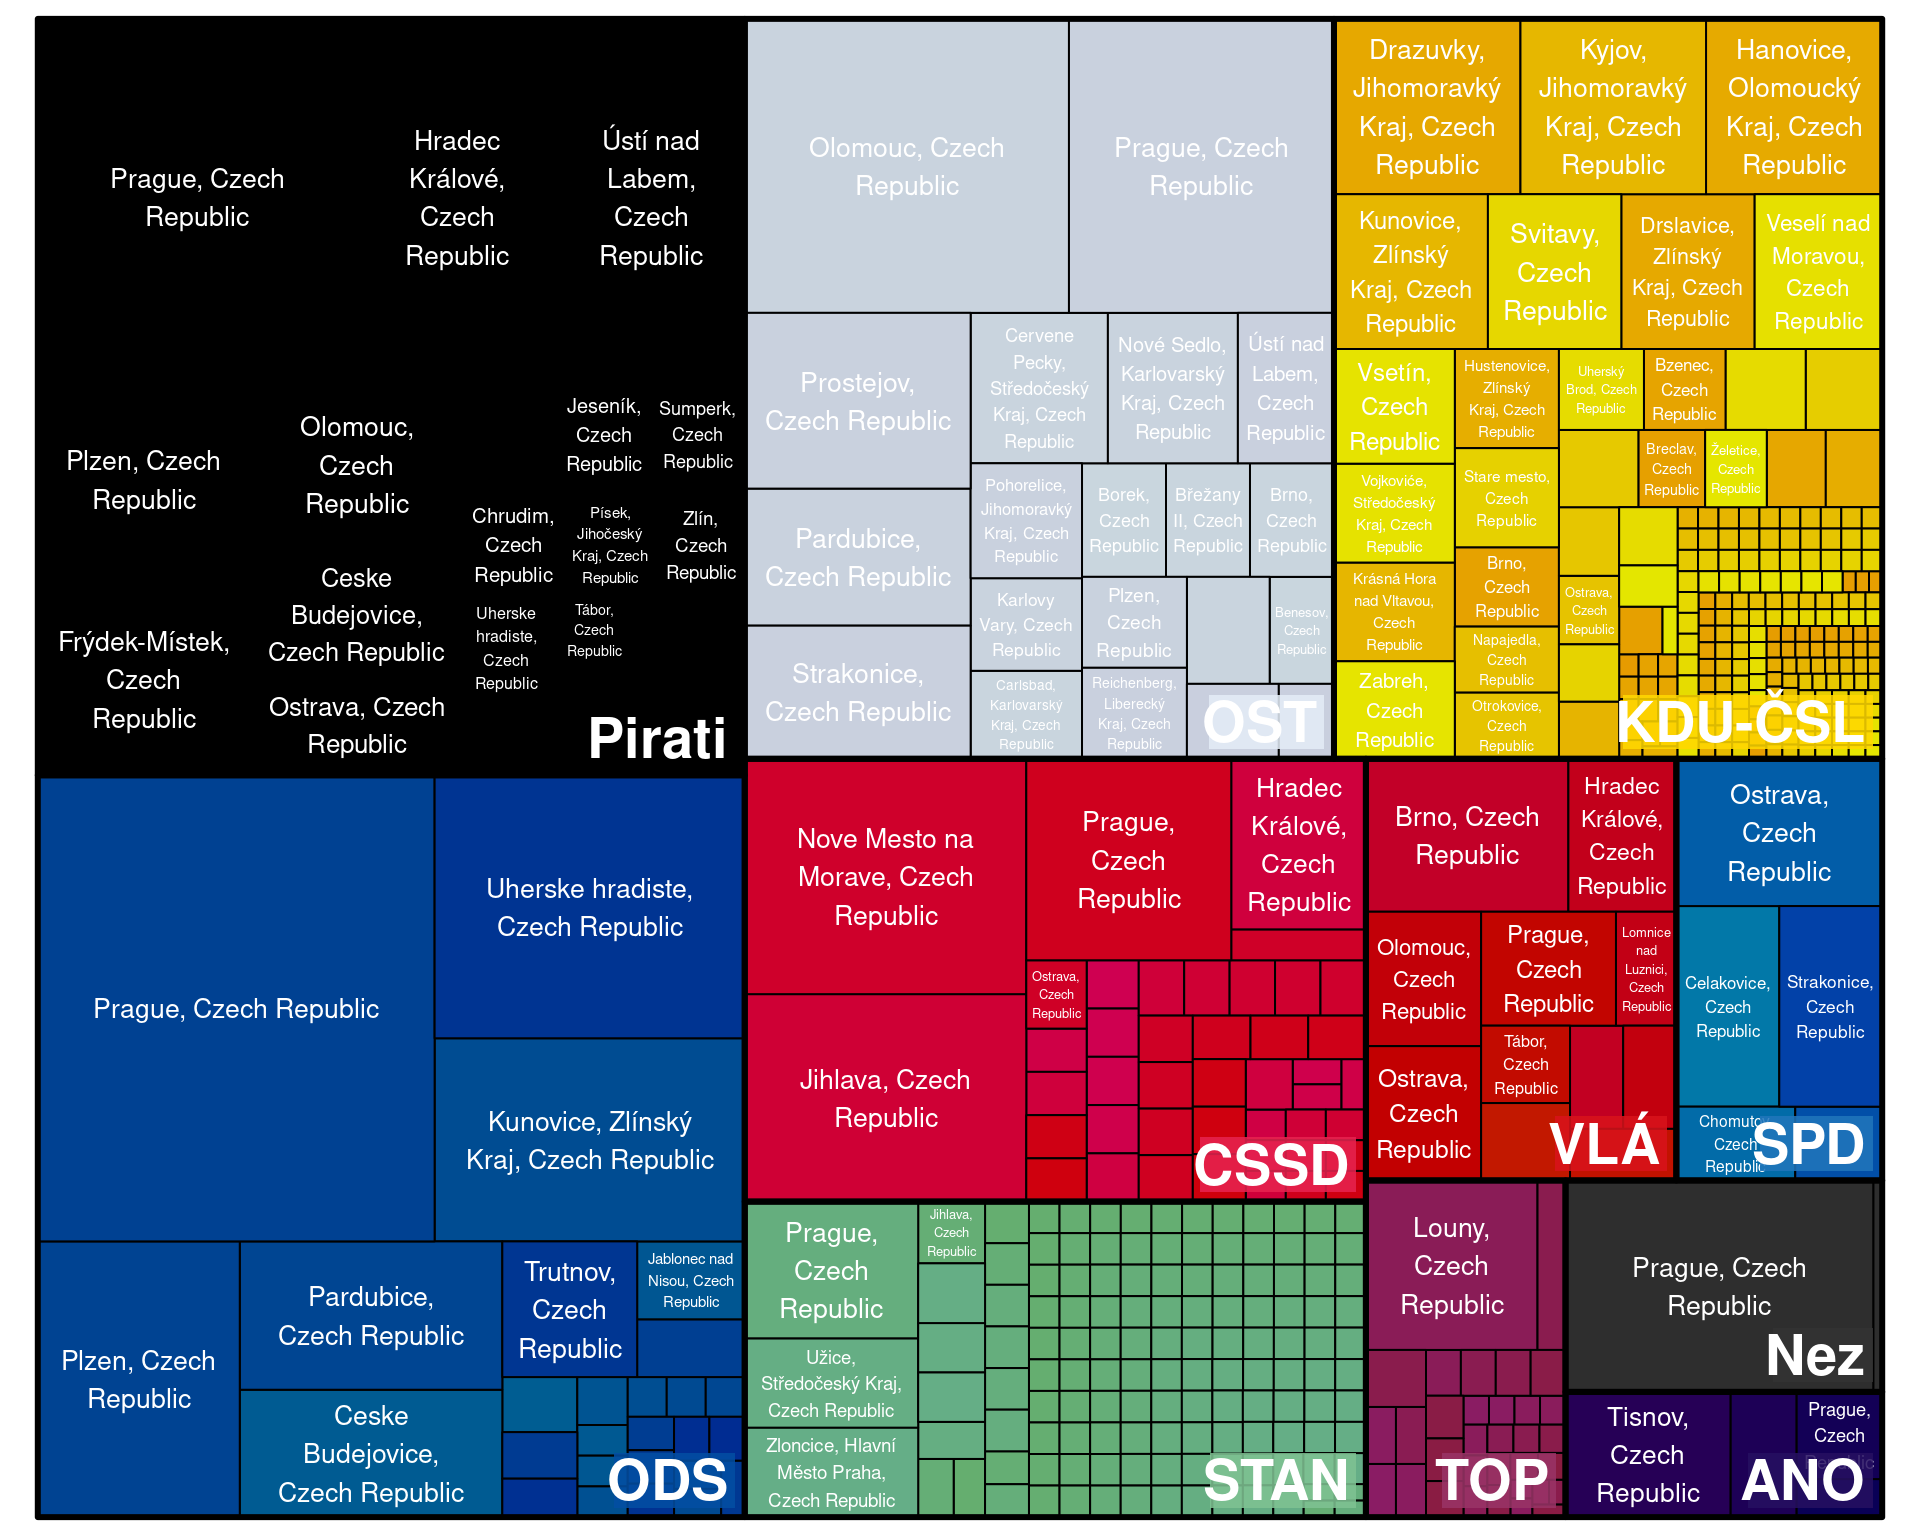 Prague, Czech
Republic
Hradec
Králové,
Czech
Republic
Ústí nad
Labem,
Czech
Republic
Plzen, Czech
Republic
Olomouc,
Czech
Republic
Jeseník,
Czech
Republic
Sumperk,
Czech
Republic
Chrudim,
Czech
Republic
Písek,
Jihočeský
Kraj, Czech
Republic
Zlín,
Czech
Republic
Frýdek-Místek,
Czech
Republic
Ceske
Budejovice,
Czech Republic
Uherske
hradiste,
Czech
Republic
Tábor,
Czech
Republic
Ostrava, Czech
Republic
Pirati
Olomouc, Czech
Republic
Prague, Czech
Republic
Prostejov,
Czech Republic
Cervene
Pecky,
Středočeský
Kraj, Czech
Republic
Nové Sedlo,
Karlovarský
Kraj, Czech
Republic
Ústí nad
Labem,
Czech
Republic
Pardubice,
Czech Republic
Pohorelice,
Jihomoravký
Kraj, Czech
Republic
Borek,
Czech
Republic
Břežany
II, Czech
Republic
Brno,
Czech
Republic
Strakonice,
Czech Republic
Karlovy
Vary, Czech
Republic
Plzen,
Czech
Republic
Benesov,
Czech
Republic
Carlsbad,
Karlovarský
Kraj, Czech
Republic
Reichenberg,
Liberecký
Kraj, Czech
Republic
OST
Drazuvky,
Jihomoravký
Kraj, Czech
Republic
Kyjov,
Jihomoravký
Kraj, Czech
Republic
Hanovice,
Olomoucký
Kraj, Czech
Republic
Kunovice,
Zlínský
Kraj, Czech
Republic
Svitavy,
Czech
Republic
Drslavice,
Zlínský
Kraj, Czech
Republic
Veselí nad
Moravou,
Czech
Republic
Vsetín,
Czech
Republic
Hustenovice,
Zlínský
Kraj, Czech
Republic
Uherský
Brod, Czech
Republic
Bzenec,
Czech
Republic
Vojkoviće,
Středočeský
Kraj, Czech
Republic
Stare mesto,
Czech
Republic
Breclav,
Czech
Republic
Želetice,
Czech
Republic
Krásná Hora
nad Vltavou,
Czech
Republic
Brno,
Czech
Republic
Ostrava,
Czech
Republic
Napajedla,
Czech
Republic
Zabreh,
Czech
Republic
Otrokovice,
Czech
Republic
KDU-ČSL
Prague, Czech Republic
Uherske hradiste,
Czech Republic
Kunovice, Zlínský
Kraj, Czech Republic
Plzen, Czech
Republic
Pardubice,
Czech Republic
Trutnov,
Czech
Republic
Jablonec nad
Nisou, Czech
Republic
Ceske
Budejovice,
Czech Republic
ODS
Nove Mesto na
Morave, Czech
Republic
Prague,
Czech
Republic
Hradec
Králové,
Czech
Republic
Jihlava, Czech
Republic
Ostrava,
Czech
Republic
CSSD
Brno, Czech
Republic
Hradec
Králové,
Czech
Republic
Olomouc,
Czech
Republic
Prague,
Czech
Republic
Lomnice
nad
Luznici,
Czech
Republic
Ostrava,
Czech
Republic
Tábor,
Czech
Republic
VLÁ
Ostrava,
Czech
Republic
Celakovice,
Czech
Republic
Strakonice,
Czech
Republic
Czech
Republic
SPD
Prague,
Czech
Republic
Jihlava,
Czech
Republic
Užice,
Středočeský Kraj,
Czech Republic
Zloncice, Hlavní
Město Praha,
Czech Republic
STAN
Louny,
Czech
Republic
TOP
Prague, Czech
Republic
Nez
Tisnov,
Czech
Republic
Prague,
Czech
Republic
ANO